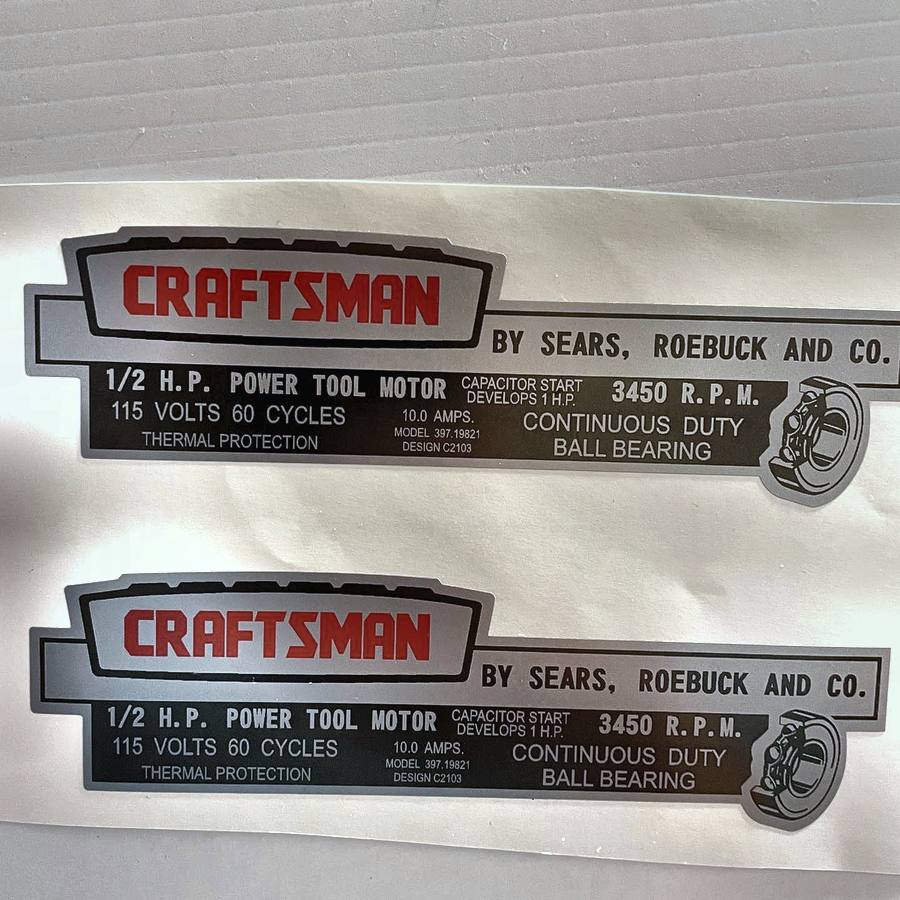 CRAFTSMAN
BY SEARS, ROEBUCK AND CO.
1/2 H.P. POWER TOOL MOTOR CAPACITOR START DEVELOPS 1 H.P. 3450 R.P.M.
115 VOLTS 60 CYCLES 10.0 AMPS. CONTINUOUS DUTY
THERMAL PROTECTION MODEL 397.19821 BALL BEARING
DESIGN C2103
CRAFTSMAN
BY SEARS, ROEBUCK AND CO.
1/2 H.P. POWER TOOL MOTOR CAPACITOR START DEVELOPS 1 H.P. 3450 R.P.M.
115 VOLTS 60 CYCLES 10.0 AMPS. CONTINUOUS DUTY
THERMAL PROTECTION MODEL 397.19821 BALL BEARING
DESIGN C2103